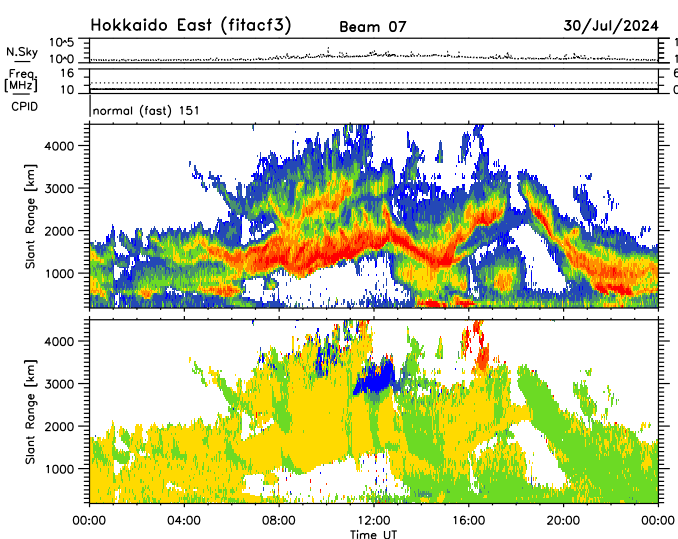 Hokkaido East (fitacf3) Beam 07 30/Jul/2024
N.Sky 10^5 1
10^0 1
Freq. 16 6
[MHz] 10 0
CPID normal (fast) 151
4000
3000
2000
1000
Slant Range [km]
4000
3000
2000
1000
Slant Range [km]
00:00 04:00 08:00 12:00 16:00 20:00 00:00
Time UT